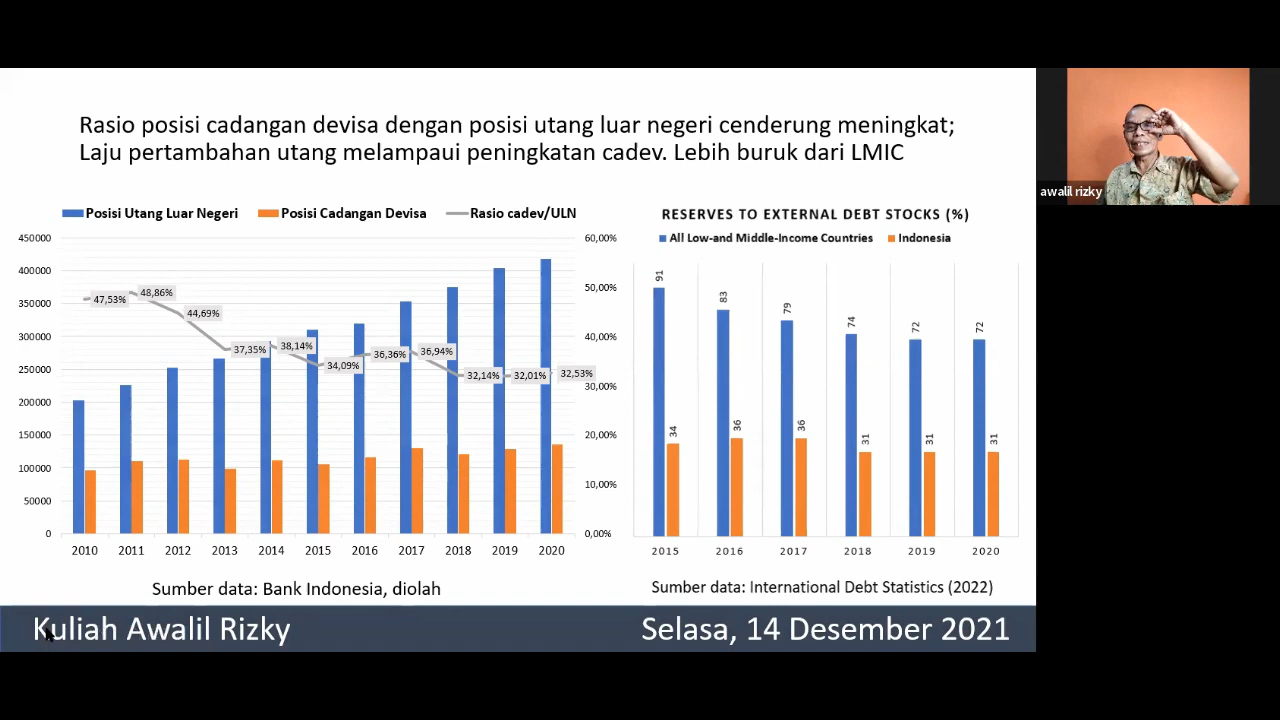 Rasio posisi cadangan devisa dengan posisi utang luar negeri cenderung meningkat;
Laju pertambahan utang melampaui peningkatan cadev. Lebih buruk dari LMIC
awalil rizky
Posisi Utang Luar Negeri Posisi Cadangan Devisa Rasio cadev/ULN
450000 60,00%
400000
350000 50,00%
300000 40,00%
250000 30,00%
200000
150000 20,00%
100000 10,00%
50000
0 0,00%
47,53% 48,86% 44,69% 37,35% 38,14% 34,09% 36,36% 36,94% 32,14% 32,01% 32,53%
2010 2011 2012 2013 2014 2015 2016 2017 2018 2019 2020
Sumber data: Bank Indonesia, diolah
RESERVES TO EXTERNAL DEBT STOCKS (%)
All Low-and Middle-Income Countries Indonesia
91 83 79 74 72 72
34 36 36 31 31 31
2015 2016 2017 2018 2019 2020
Sumber data: International Debt Statistics (2022)
Kuliah Awalil Rizky
Selasa, 14 Desember 2021